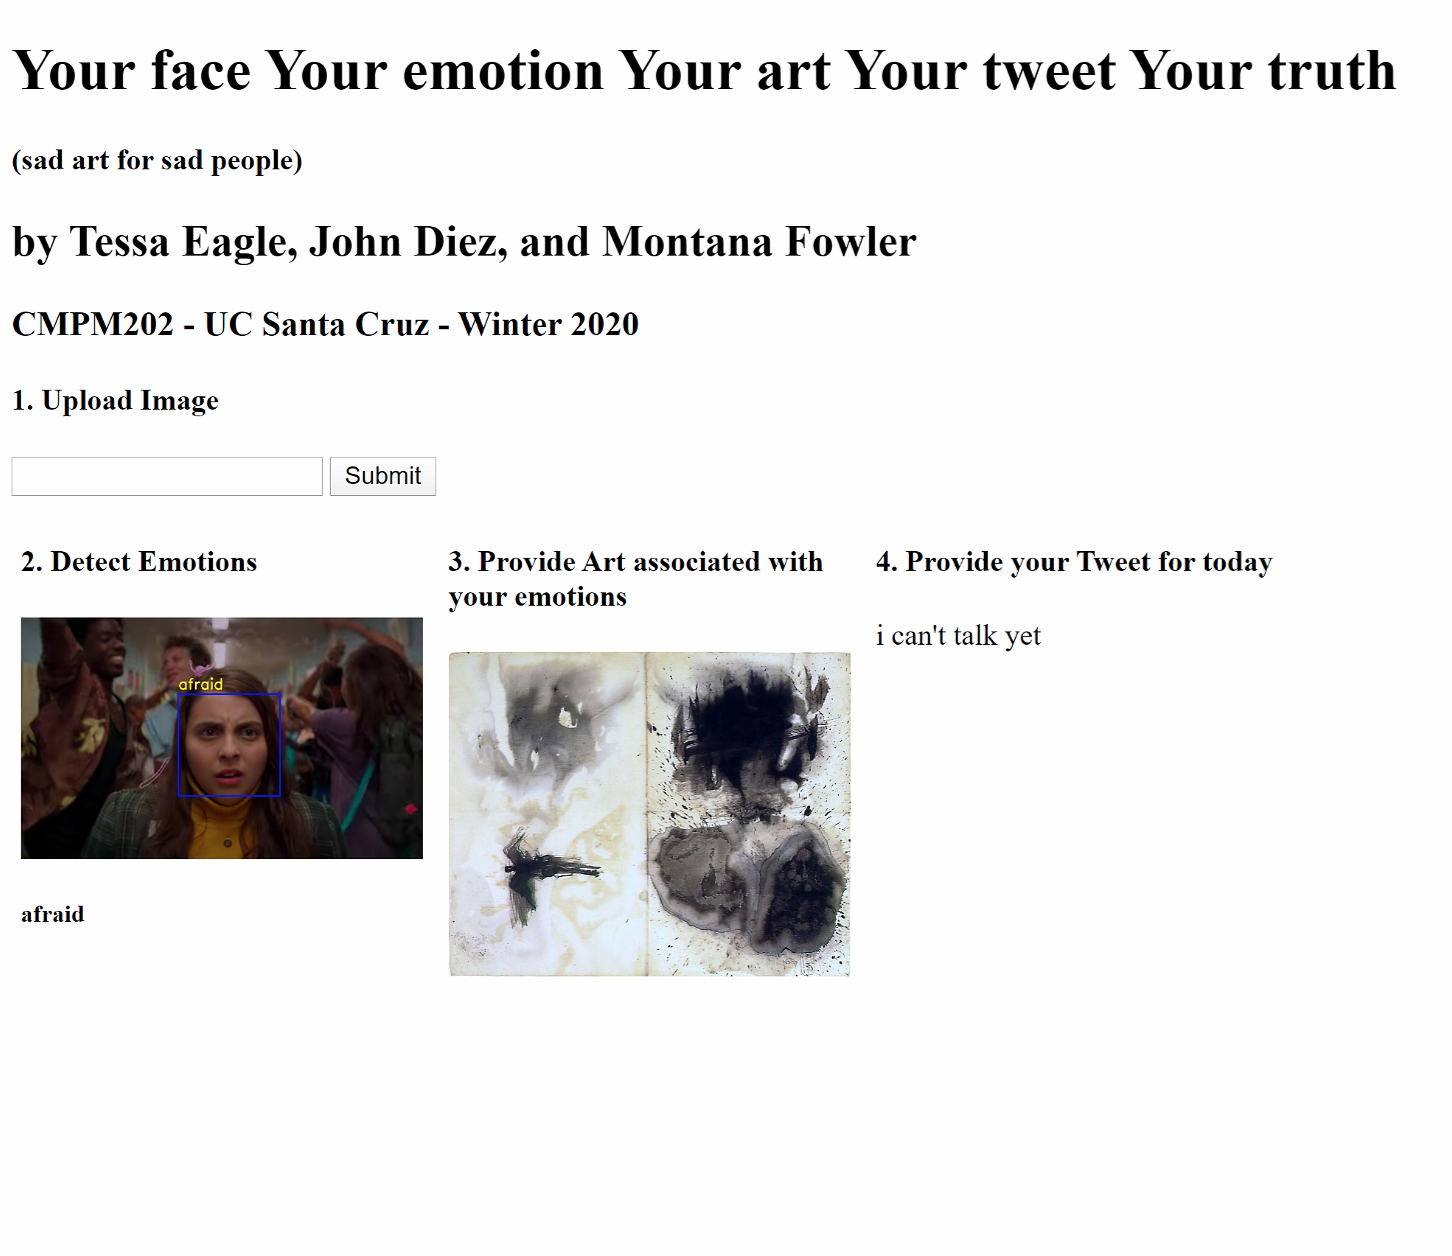 Your face Your emotion Your art Your tweet Your truth
(sad art for sad people)
by Tessa Eagle, John Diez, and Montana Fowler
CMPM202 - UC Santa Cruz - Winter 2020
1. Upload Image
Submit
2. Detect Emotions
afraid
afraid
3. Provide Art associated with
your emotions
4. Provide your Tweet for today
i can't talk yet